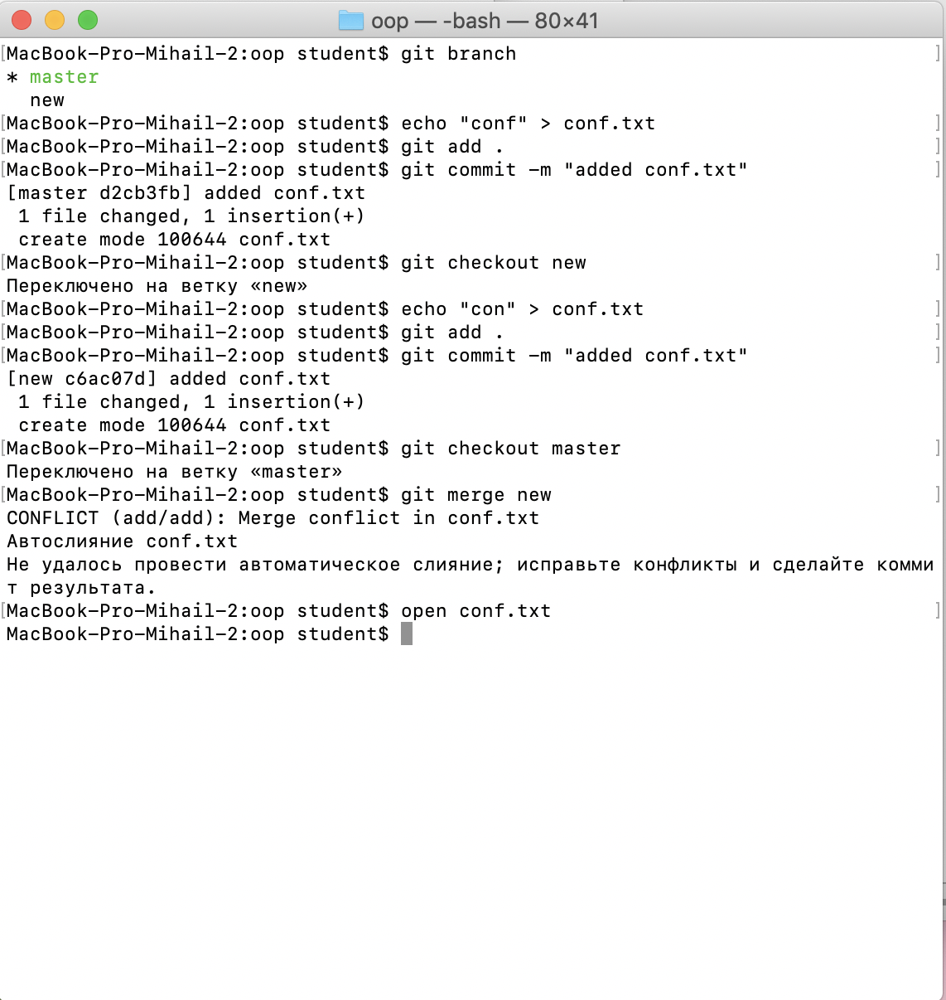 oop — -bash — 80×41
[MacBook-Pro-Mihail-2:oop student$ git branch ]
* master
  new
[MacBook-Pro-Mihail-2:oop student$ echo "conf" > conf.txt ]
[MacBook-Pro-Mihail-2:oop student$ git add . ]
[MacBook-Pro-Mihail-2:oop student$ git commit -m "added conf.txt" ]
[master d2cb3fb] added conf.txt
 1 file changed, 1 insertion(+)
 create mode 100644 conf.txt
[MacBook-Pro-Mihail-2:oop student$ git checkout new ]
Переключено на ветку «new»
[MacBook-Pro-Mihail-2:oop student$ echo "con" > conf.txt ]
[MacBook-Pro-Mihail-2:oop student$ git add . ]
[MacBook-Pro-Mihail-2:oop student$ git commit -m "added conf.txt" ]
[new c6ac07d] added conf.txt
 1 file changed, 1 insertion(+)
 create mode 100644 conf.txt
[MacBook-Pro-Mihail-2:oop student$ git checkout master ]
Переключено на ветку «master»
[MacBook-Pro-Mihail-2:oop student$ git merge new ]
CONFLICT (add/add): Merge conflict in conf.txt
Автослияние conf.txt
Не удалось провести автоматическое слияние; исправьте конфликты и сделайте комми
т результата.
[MacBook-Pro-Mihail-2:oop student$ open conf.txt ]
MacBook-Pro-Mihail-2:oop student$